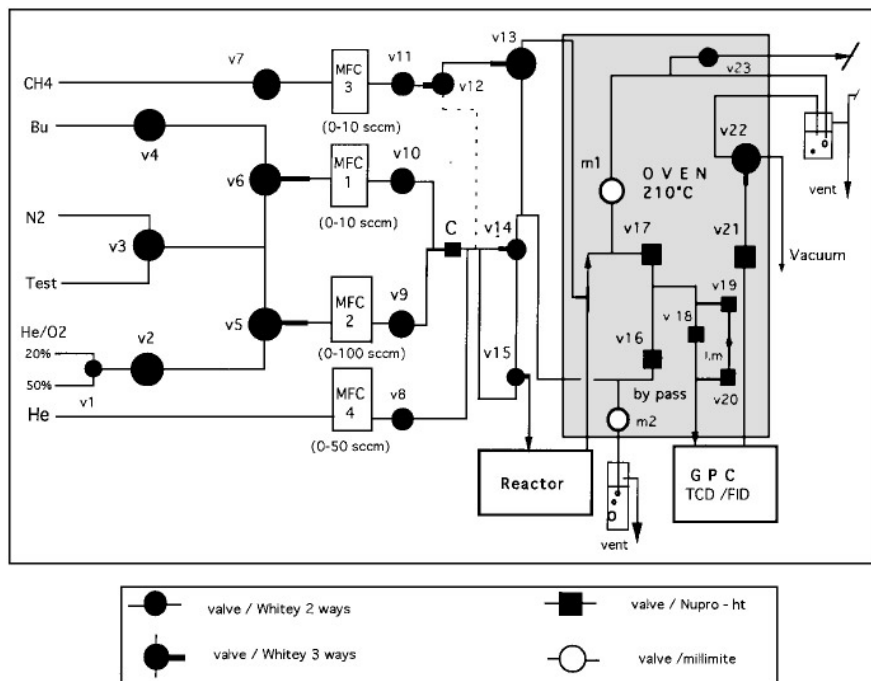 v13
v7
MFC
3
v11
v12
v23
CH4
(0-10 sccm)
Bu
v4
v22
MFC
1
v10
m1
O V E N
210°C
v6
vent
(0-10 sccm)
N2
C
v14
v17
v21
v3
Vacuum
Test
MFC
2
v9
v19
He/O2
v2
v5
v 18
v16
20%
(0-100 sccm)
v15
50%
v1
by pass
v20
He
MFC
4
v8
m2
(0-50 sccm)
Reactor
G P C
TCD /FID
vent
valve / Whitey 2 ways
valve / Nupro - ht
valve / Whitey 3 ways
valve /millimite